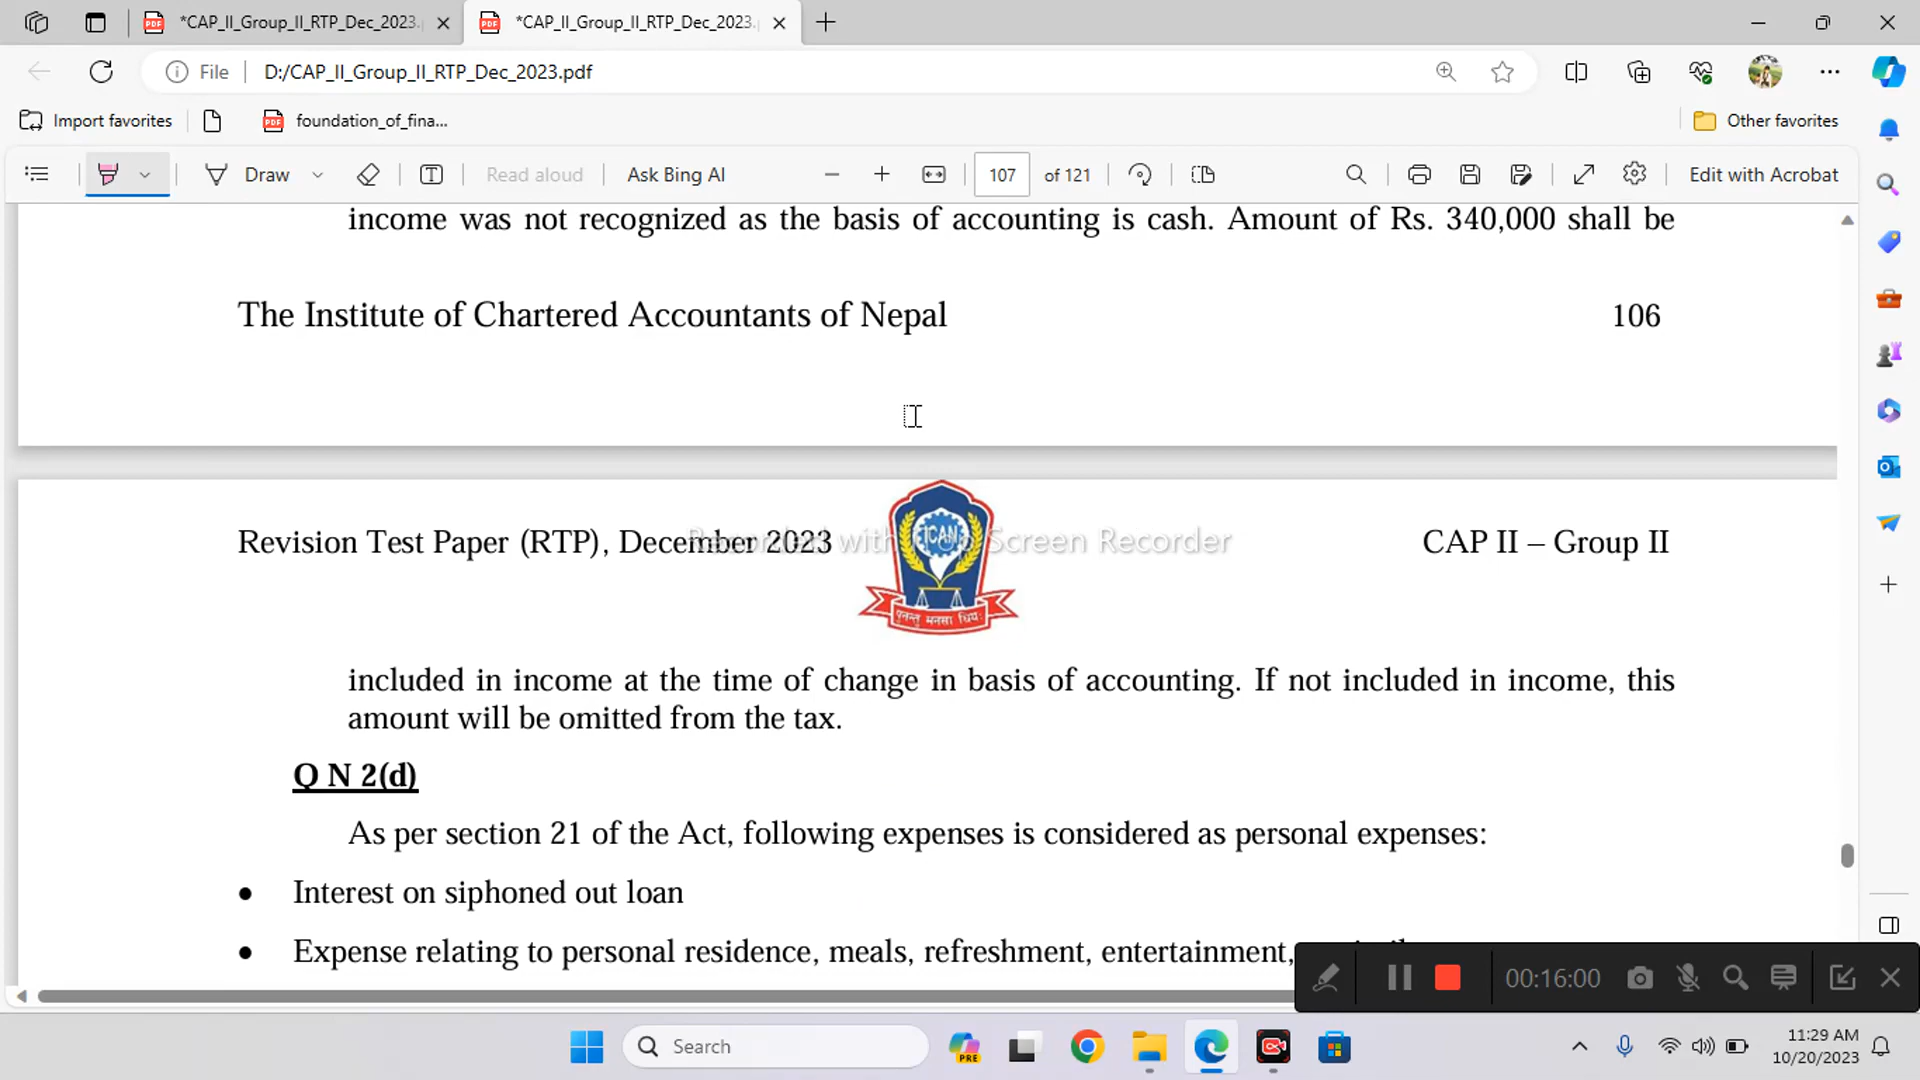 *CAP_II_Group_II_RTP_Dec_2023.
*CAP_II_Group_II_RTP_Dec_2023.
File
D:/CAP_II_Group_II_RTP_Dec_2023.pdf
Import favorites
foundation_of_fina...
Other favorites
Draw
Read aloud
Ask Bing AI
107
of 121
Edit with Acrobat
income was not recognized as the basis of accounting is cash. Amount of Rs. 340,000 shall be
The Institute of Chartered Accountants of Nepal
106
Revision Test Paper (RTP), December 2023
CAP II – Group II
ICAN
पुनन्तु मनसा धियः
Screen Recorder
included in income at the time of change in basis of accounting. If not included in income, this
amount will be omitted from the tax.
Q N 2(d)
As per section 21 of the Act, following expenses is considered as personal expenses:
• Interest on siphoned out loan
• Expense relating to personal residence, meals, refreshment, entertainment,
00:16:00
Search
PRE
11:29 AM
10/20/2023